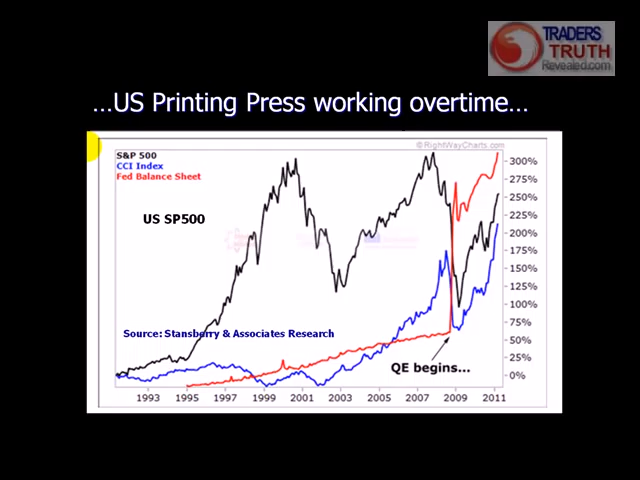 TRADERS
TRUTH
Revealed.com
...US Printing Press working overtime...
© RightWayCharts.com
S&P 500
CCI Index
Fed Balance Sheet
US SP500
300%
275%
250%
225%
200%
175%
150%
125%
100%
75%
50%
25%
0%
Source: Stansberry & Associates Research
QE begins...
1993 1995 1997 1999 2001 2003 2005 2007 2009 2011